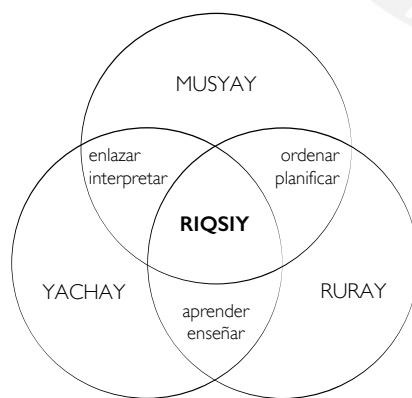 MUSYAY
enlazar
interpretar
ordenar
planificar
RIQSIY
YACHAY
RURAY
aprender
enseñar